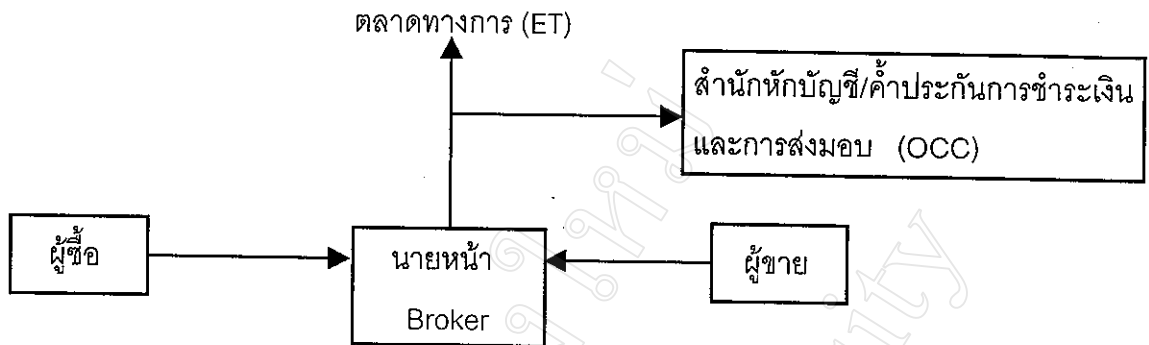 ตลาดทางการ (ET)
สำนักหักบัญชี/ค้ำประกันการชำระเงิน
และการส่งมอบ (OCC)
ผู้ซื้อ
นายหน้า
Broker
ผู้ขาย